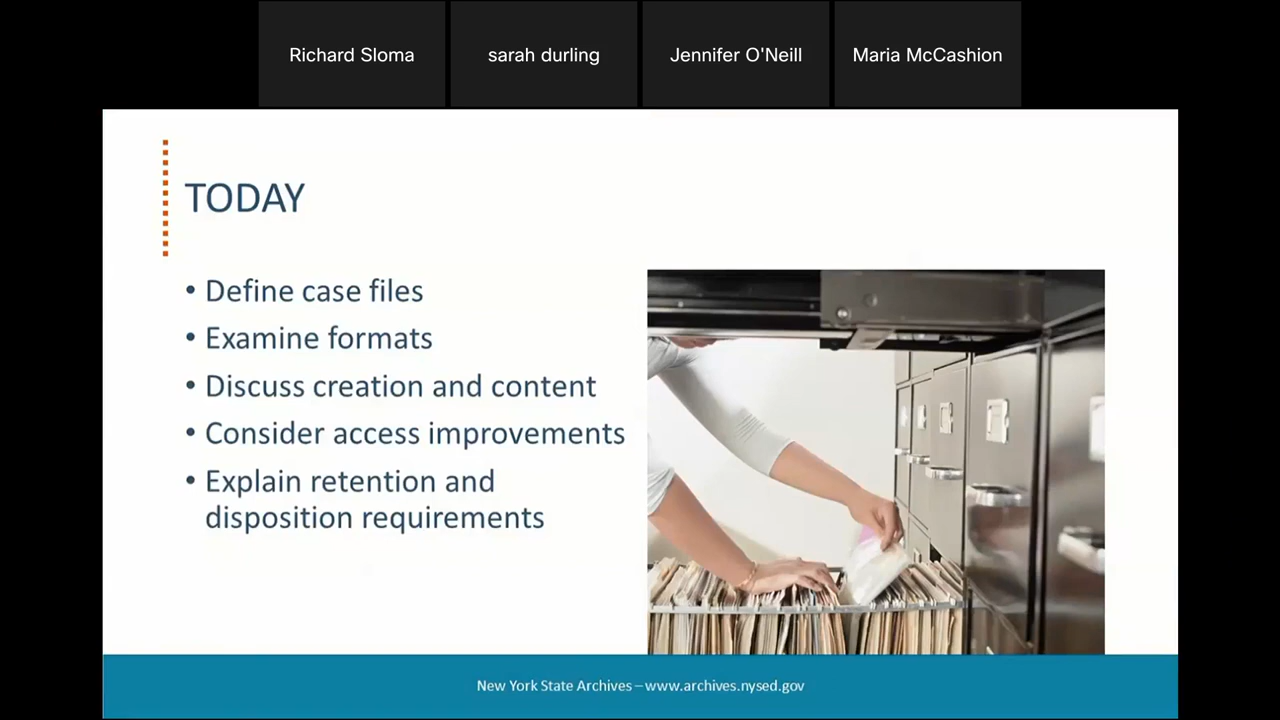 Richard Sloma
sarah durling
Jennifer O'Neill
Maria McCashion
TODAY
• Define case files
• Examine formats
• Discuss creation and content
• Consider access improvements
• Explain retention and
disposition requirements
New York State Archives – www.archives.nysed.gov